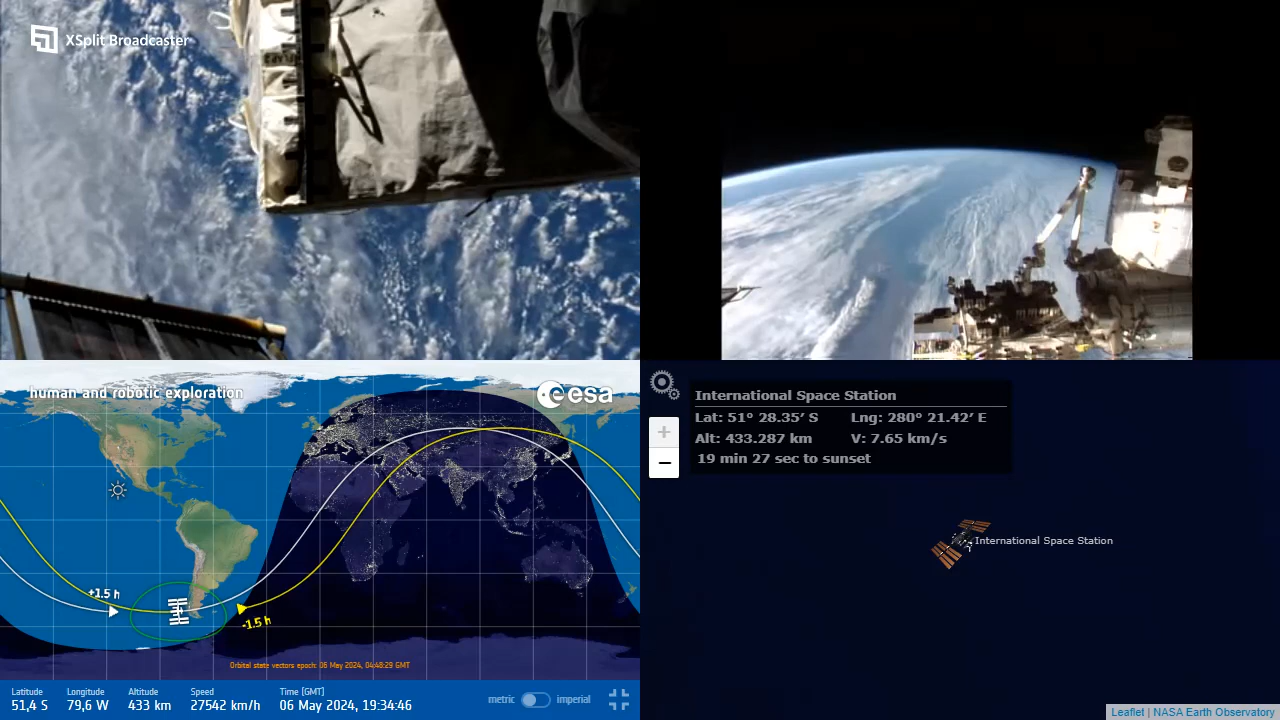 XSplit Broadcaster
human and robotic exploration
esa
+1.5 h
-1.5 h
Orbital state vectors epoch: 06 May 2024, 04:48:29 GMT
Latitude
51,4 S
Longitude
79,6 W
Altitude
433 km
Speed
27542 km/h
Time [GMT]
06 May 2024, 19:34:46
metric
imperial
International Space Station
Lat: 51° 28.35′ S
Lng: 280° 21.42′ E
Alt: 433.287 km
V: 7.65 km/s
19 min 27 sec to sunset
+
−
International Space Station
Leaflet | NASA Earth Observatory